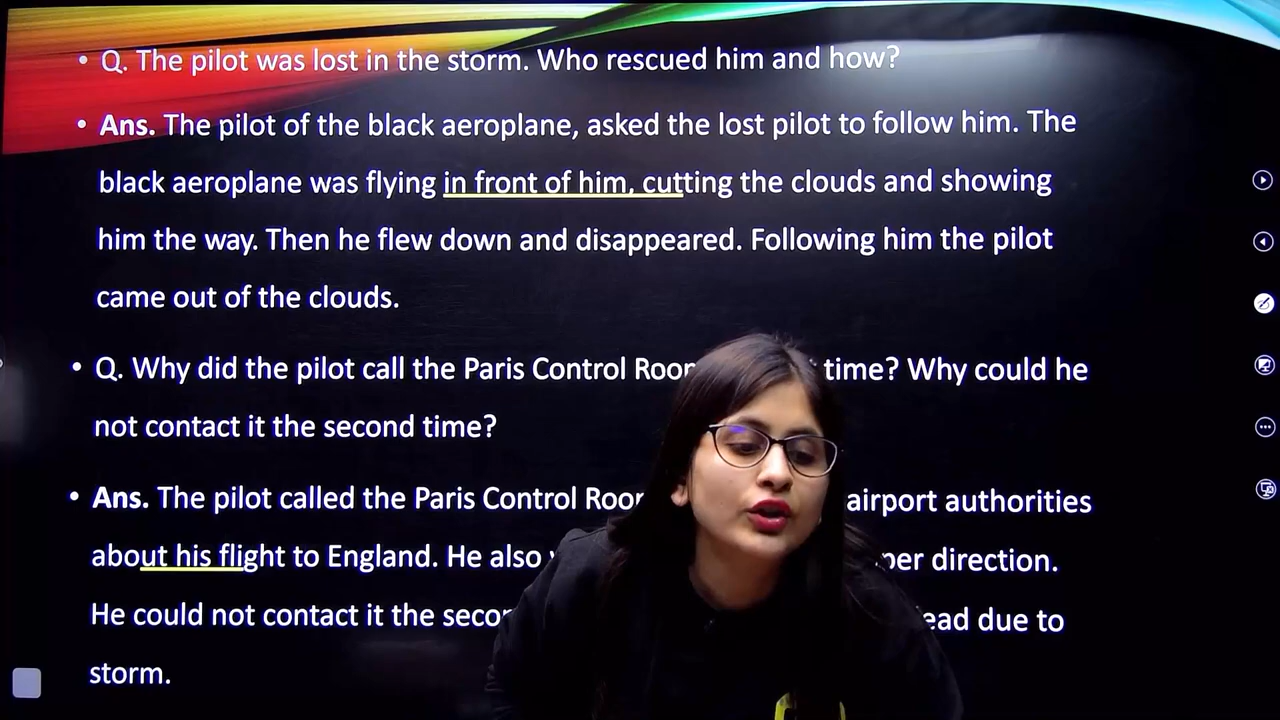 • Q. The pilot was lost in the storm. Who rescued him and how?
• Ans. The pilot of the black aeroplane, asked the lost pilot to follow him. The
black aeroplane was flying in front of him, cutting the clouds and showing
him the way. Then he flew down and disappeared. Following him the pilot
came out of the clouds.
• Q. Why did the pilot call the Paris Control time? Why could he
not contact it the second time?
• Ans. The pilot called the Paris Control airport authorities
about his flight to England. He also direction.
He could not contact it the due to
storm.